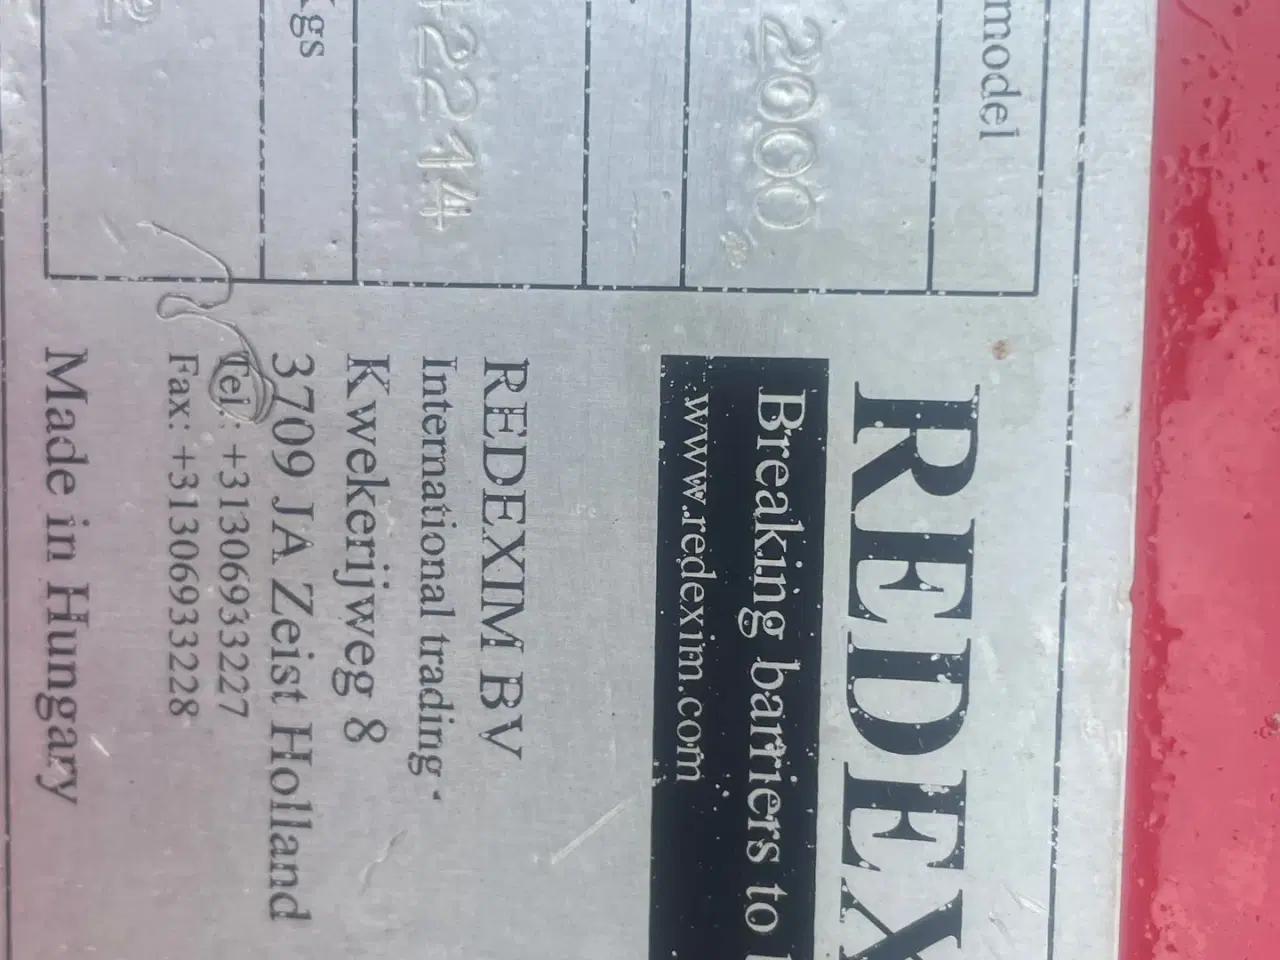 model
2000
2214
Kgs
REDEX
Breaking barriers to
www.redexim.com
REDEXIM BV
International trading
Kwekerijweg 8
3709 JA Zeist Holland
Tel: +31306933227
Fax: +31306933228
Made in Hungary